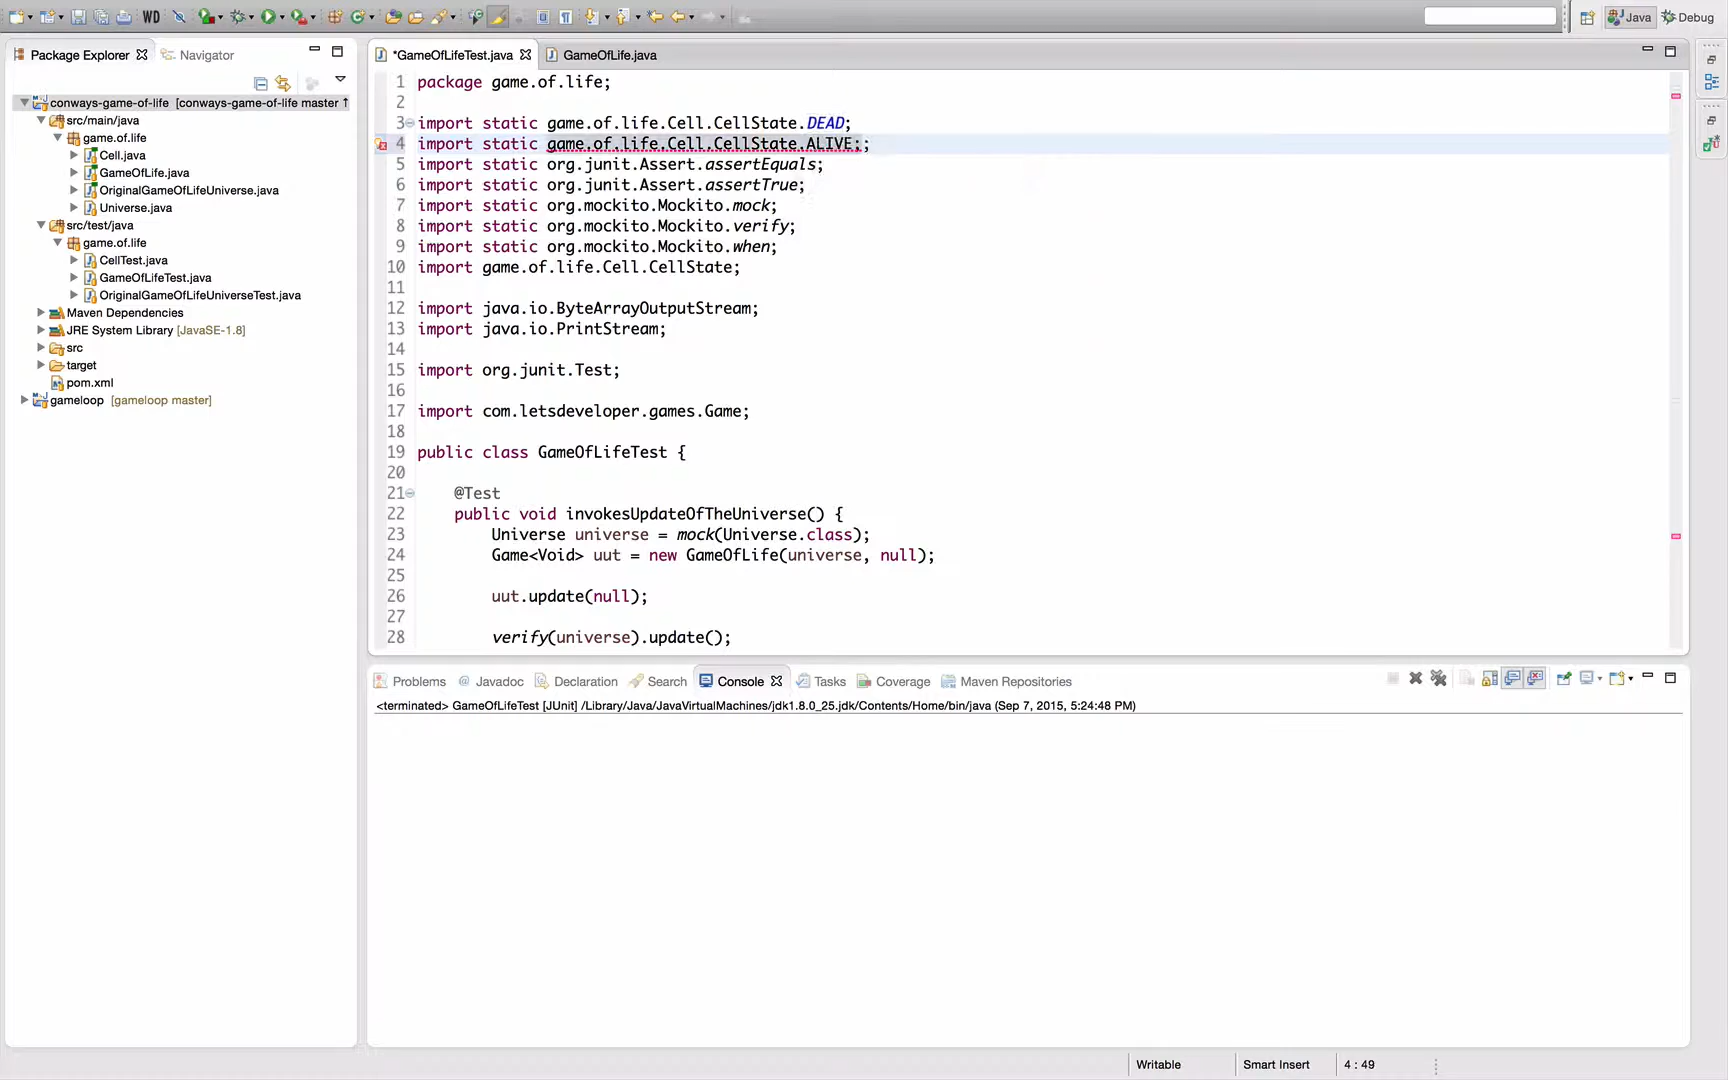 WD
Java
Debug
Package Explorer
Navigator
conways-game-of-life [conways-game-of-life master ↑
src/main/java
game.of.life
Cell.java
GameOfLife.java
OriginalGameOfLifeUniverse.java
Universe.java
src/test/java
game.of.life
CellTest.java
GameOfLifeTest.java
OriginalGameOfLifeUniverseTest.java
Maven Dependencies
JRE System Library [JavaSE-1.8]
src
target
pom.xml
gameloop [gameloop master]
*GameOfLifeTest.java
GameOfLife.java
1 package game.of.life;
2
3 import static game.of.life.Cell.CellState.DEAD;
4 import static game.of.life.Cell.CellState.ALIVE;;
5 import static org.junit.Assert.assertEquals;
6 import static org.junit.Assert.assertTrue;
7 import static org.mockito.Mockito.mock;
8 import static org.mockito.Mockito.verify;
9 import static org.mockito.Mockito.when;
10 import game.of.life.Cell.CellState;
11
12 import java.io.ByteArrayOutputStream;
13 import java.io.PrintStream;
14
15 import org.junit.Test;
16
17 import com.letsdeveloper.games.Game;
18
19 public class GameOfLifeTest {
20
21 @Test
22 public void invokesUpdateOfTheUniverse() {
23 Universe universe = mock(Universe.class);
24 Game<Void> uut = new GameOfLife(universe, null);
25
26 uut.update(null);
27
28 verify(universe).update();
Problems
Javadoc
Declaration
Search
Console
Tasks
Coverage
Maven Repositories
<terminated> GameOfLifeTest [JUnit] /Library/Java/JavaVirtualMachines/jdk1.8.0_25.jdk/Contents/Home/bin/java (Sep 7, 2015, 5:24:48 PM)
Writable
Smart Insert
4 : 49